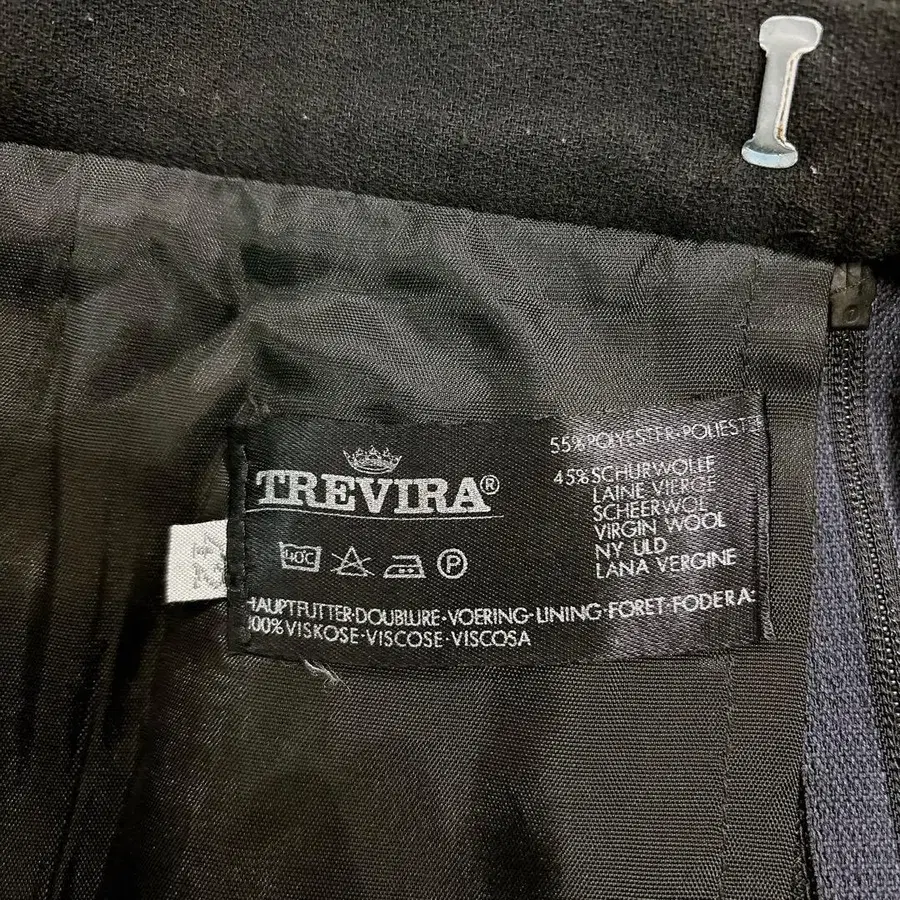 TREVIRA®
55% POLYESTER·POLIEST
45% SCHURWOLLE
LAINE VIERGE
SCHEERWOL
VIRGIN WOOL
NY ULD
LANA VERGINE
40°C
P
HAUPTFUTTER·DOUBLURE·VOERING·LINING·FORET·FODERA:
100% VISKOSE·VISCOSE·VISCOSA